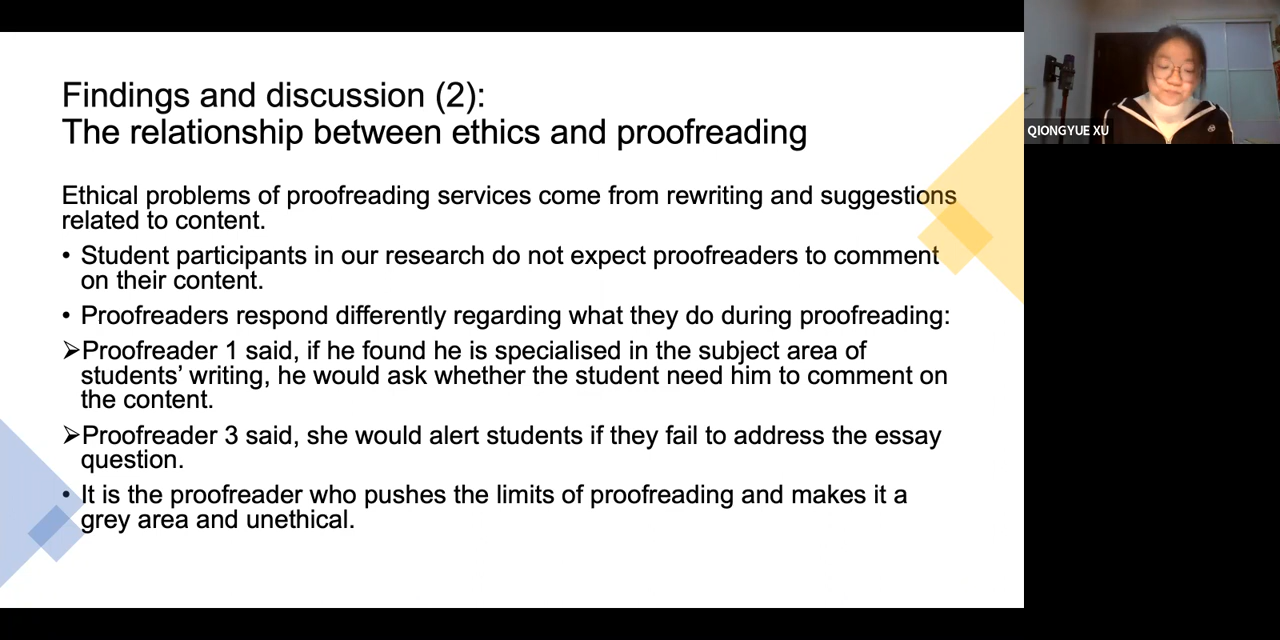 Findings and discussion (2):
The relationship between ethics and proofreading
Ethical problems of proofreading services come from rewriting and suggestions
related to content.
• Student participants in our research do not expect proofreaders to comment
on their content.
• Proofreaders respond differently regarding what they do during proofreading:
➢Proofreader 1 said, if he found he is specialised in the subject area of
students’ writing, he would ask whether the student need him to comment on
the content.
➢Proofreader 3 said, she would alert students if they fail to address the essay
question.
• It is the proofreader who pushes the limits of proofreading and makes it a
grey area and unethical.
QIONGYUE XU